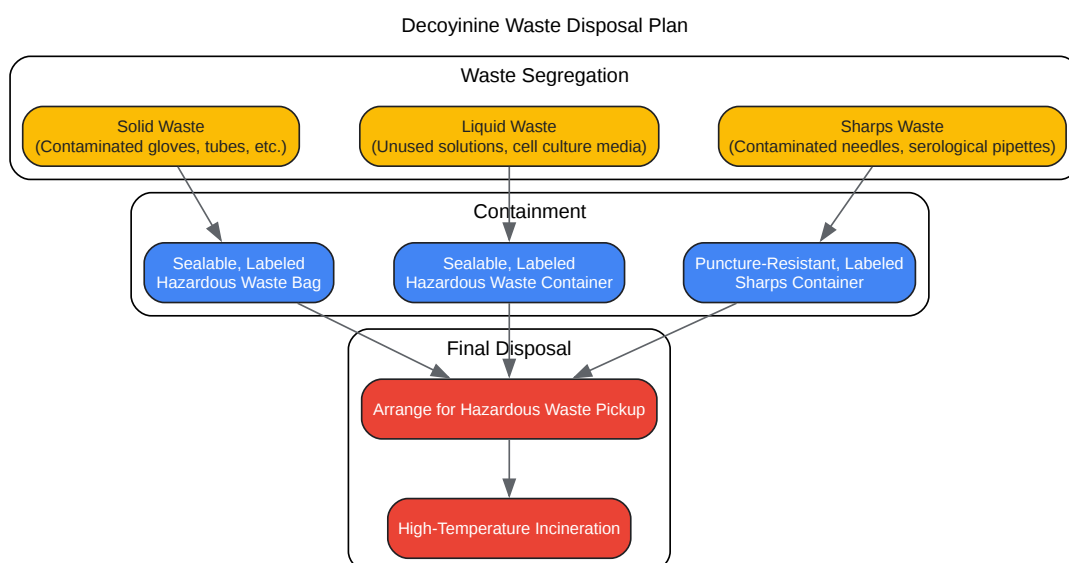 Decoyinine Waste Disposal Plan
Waste Segregation
Solid Waste
(Contaminated gloves, tubes, etc.)
Liquid Waste
(Unused solutions, cell culture media)
Sharps Waste
(Contaminated needles, serological pipettes)
Containment
Sealable, Labeled
Hazardous Waste Bag
Sealable, Labeled
Hazardous Waste Container
Puncture-Resistant, Labeled
Sharps Container
Final Disposal
Arrange for Hazardous Waste Pickup
High-Temperature Incineration